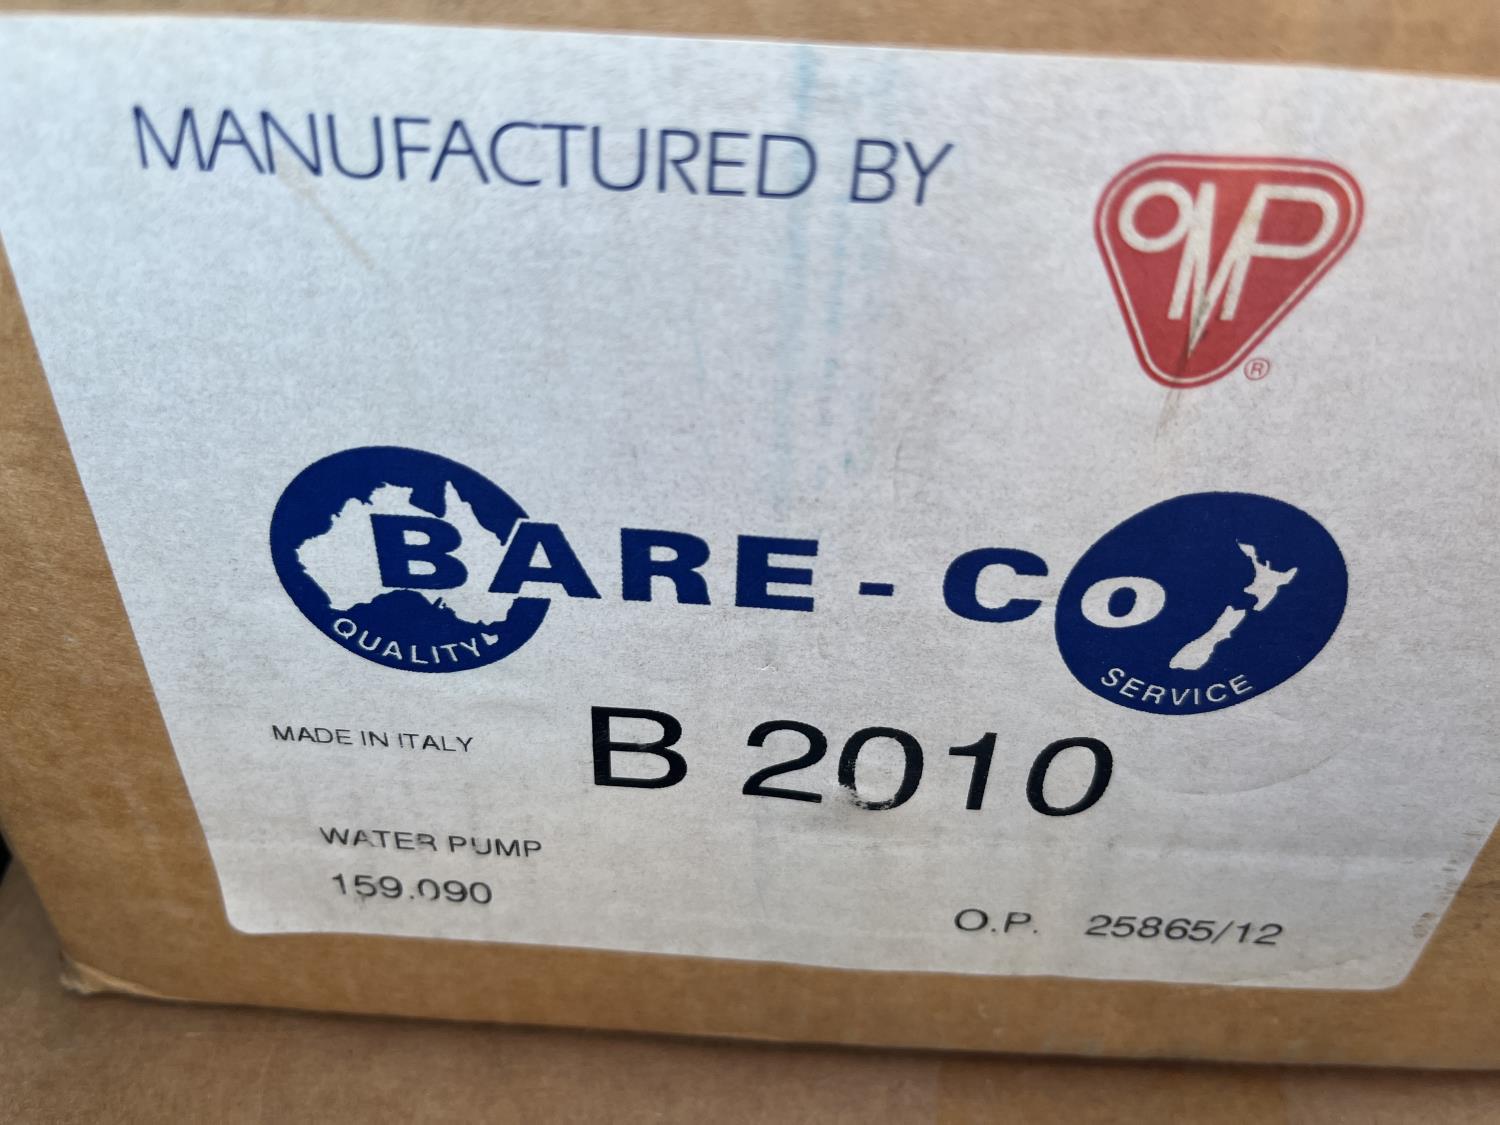 MANUFACTURED BY
OMP
®
BARE-CO
QUALITY
SERVICE
MADE IN ITALY
B 2010
WATER PUMP
159.090
O.P. 25865/12